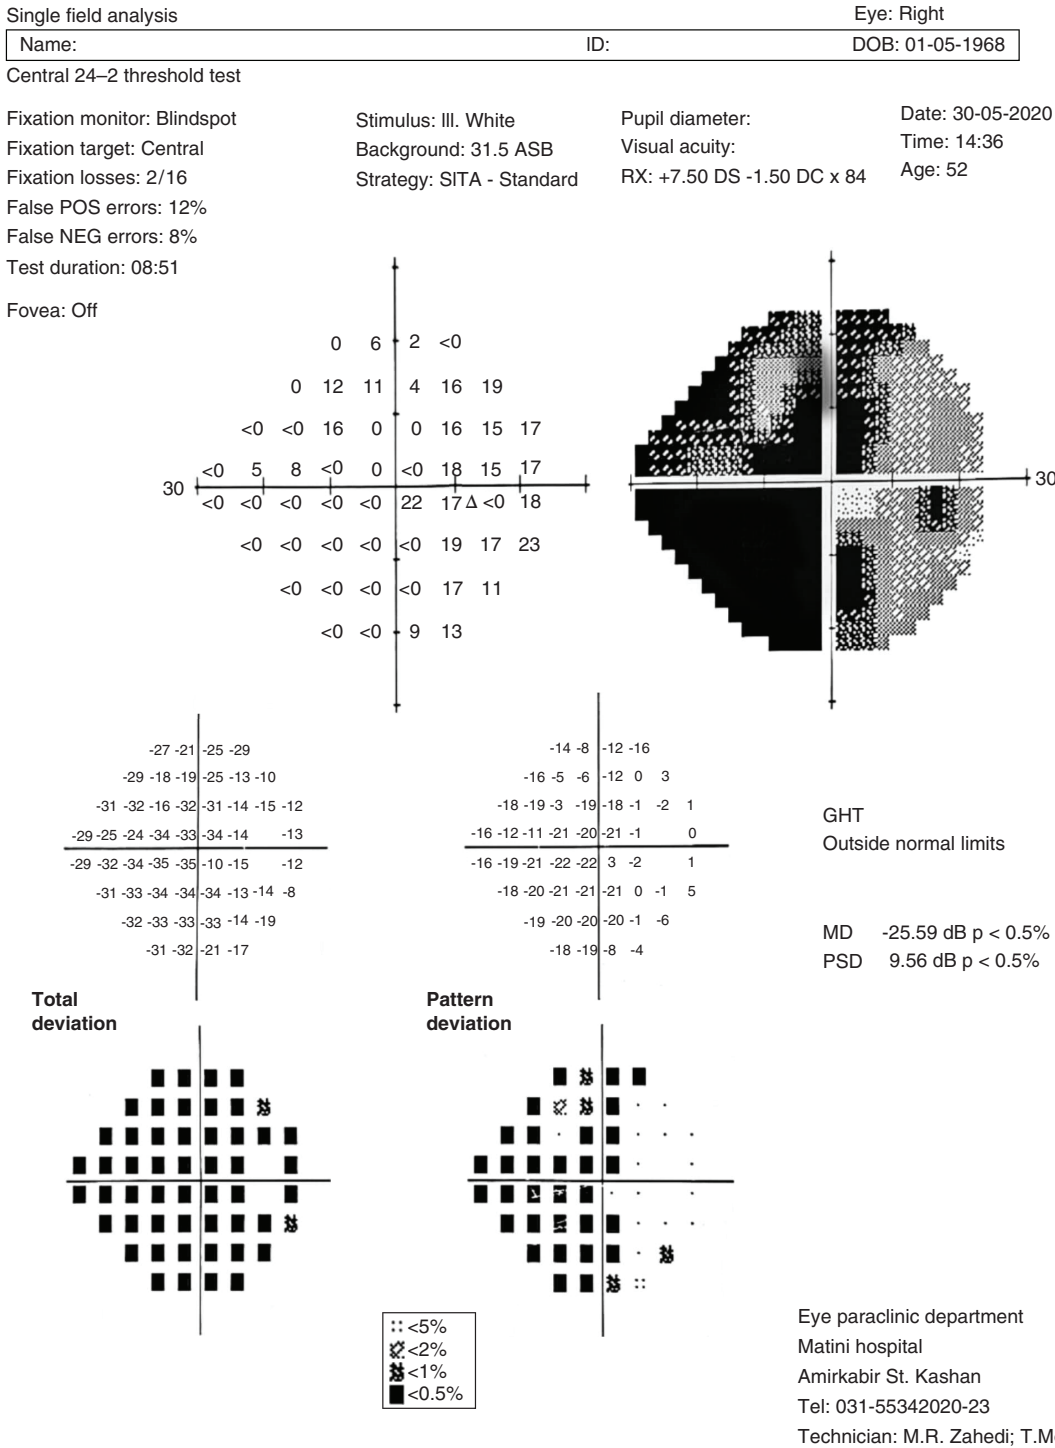 Single field analysis Eye: Right
Name: ID: DOB: 01-05-1968
Central 24–2 threshold test
Fixation monitor: Blindspot
Fixation target: Central
Fixation losses: 2/16
False POS errors: 12%
False NEG errors: 8%
Test duration: 08:51
Fovea: Off
Stimulus: III. White
Background: 31.5 ASB
Strategy: SITA - Standard
Pupil diameter:
Visual acuity:
RX: +7.50 DS -1.50 DC x 84
Date: 30-05-2020
Time: 14:36
Age: 52
0 6 2 <0
0 12 11 4 16 19
<0 <0 16 0 0 16 15 17
<0 5 8 <0 0 <0 18 15 17
30
<0 <0 <0 <0 <0 22 17 Δ <0 18
<0 <0 <0 <0 <0 19 17 23
<0 <0 <0 <0 17 11
<0 <0 9 13
30
-27 -21 -25 -29
-29 -18 -19 -25 -13 -10
-31 -32 -16 -32 -31 -14 -15 -12
-29 -25 -24 -34 -33 -34 -14 -13
-29 -32 -34 -35 -35 -10 -15 -12
-31 -33 -34 -34 -34 -13 -14 -8
-32 -33 -33 -33 -14 -19
-31 -32 -21 -17
Total
deviation
-14 -8 -12 -16
-16 -5 -6 -12 0 3
-18 -19 -3 -19 -18 -1 -2 1
-16 -12 -11 -21 -20 -21 -1 0
-16 -19 -21 -22 -22 3 -2 1
-18 -20 -21 -21 -21 0 -1 5
-19 -20 -20 -20 -1 -6
-18 -19 -8 -4
Pattern
deviation
GHT
Outside normal limits
MD -25.59 dB p < 0.5%
PSD 9.56 dB p < 0.5%
<5%
<2%
<1%
<0.5%
Eye paraclinic department
Matini hospital
Amirkabir St. Kashan
Tel: 031-55342020-23
Technician: M.R. Zahedi;